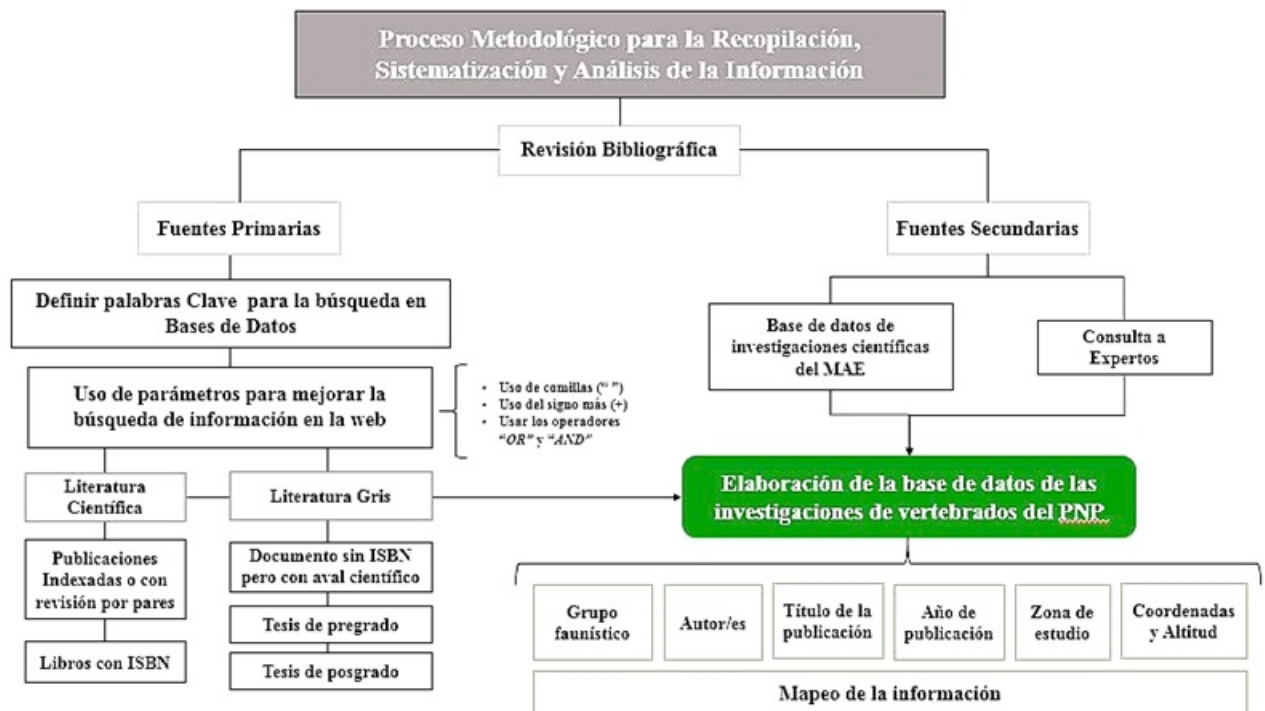 Proceso Metodológico para la Recopilación,
Sistematización y Análisis de la Información
Revisión Bibliográfica
Fuentes Primarias
Fuentes Secundarias
Definir palabras Clave para la búsqueda en
Bases de Datos
Uso de parámetros para mejorar la
búsqueda de información en la web
• Uso de comillas (“ ”)
• Uso del signo más (+)
• Usar los operadores
“OR” y “AND”
Base de datos de
investigaciones científicas
del MAE
Consulta a
Expertos
Literatura
Científica
Literatura Gris
Publicaciones
Indexadas o con
revisión por pares
Libros con ISBN
Documento sin ISBN
pero con aval científico
Tesis de pregrado
Tesis de posgrado
Elaboración de la base de datos de las
investigaciones de vertebrados del PNP
Grupo
faunístico
Autor/es
Título de la
publicación
Año de
publicación
Zona de
estudio
Coordenadas
y Altitud
Mapeo de la información